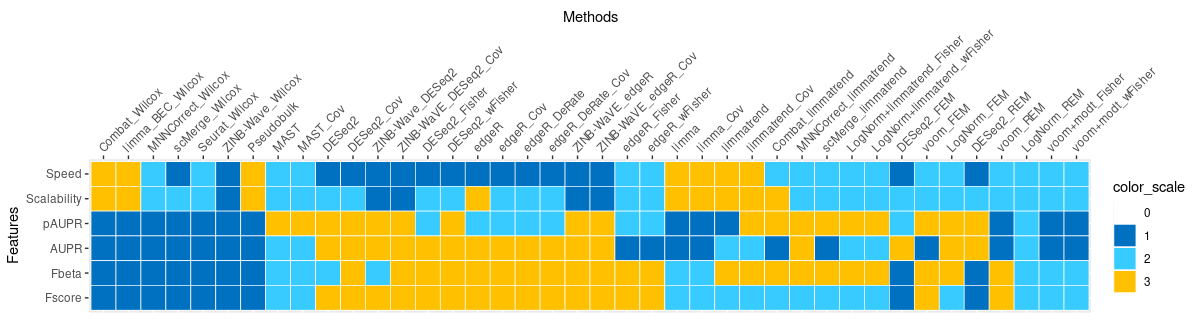 Methods
Combat_Wilcox
limma_BEC_Wilcox
MNNCorrect_Wilcox
scMerge_Wilcox
Seurat_Wilcox
ZINB-Wave_Wilcox
Pseudobulk
MAST
MAST_Cov
DESeq2
DESeq2_Cov
ZINB-WaVE_DESeq2
ZINB-WaVE_DESeq2_Cov
DESeq2_Fisher
DESeq2_wFisher
edgeR
edgeR_Cov
edgeR_DeRate
edgeR_DeRate_Cov
ZINB-WaVE_edgeR
ZINB-WaVE_edgeR_Cov
edgeR_Fisher
edgeR_wFisher
limma
limma_Cov
limmatrend
limmatrend_Cov
Combat_limmatrend
MNNCorrect_limmatrend
scMerge_limmatrend
LogNorm+limmatrend_Fisher
LogNorm+limmatrend_wFisher
DESeq2_FEM
voom_FEM
LogNorm_FEM
DESeq2_REM
voom_REM
LogNorm_REM
voom+modt_Fisher
voom+modt_wFisher
Features
Speed
Scalability
pAUPR
AUPR
Fbeta
Fscore
color_scale
0
1
2
3